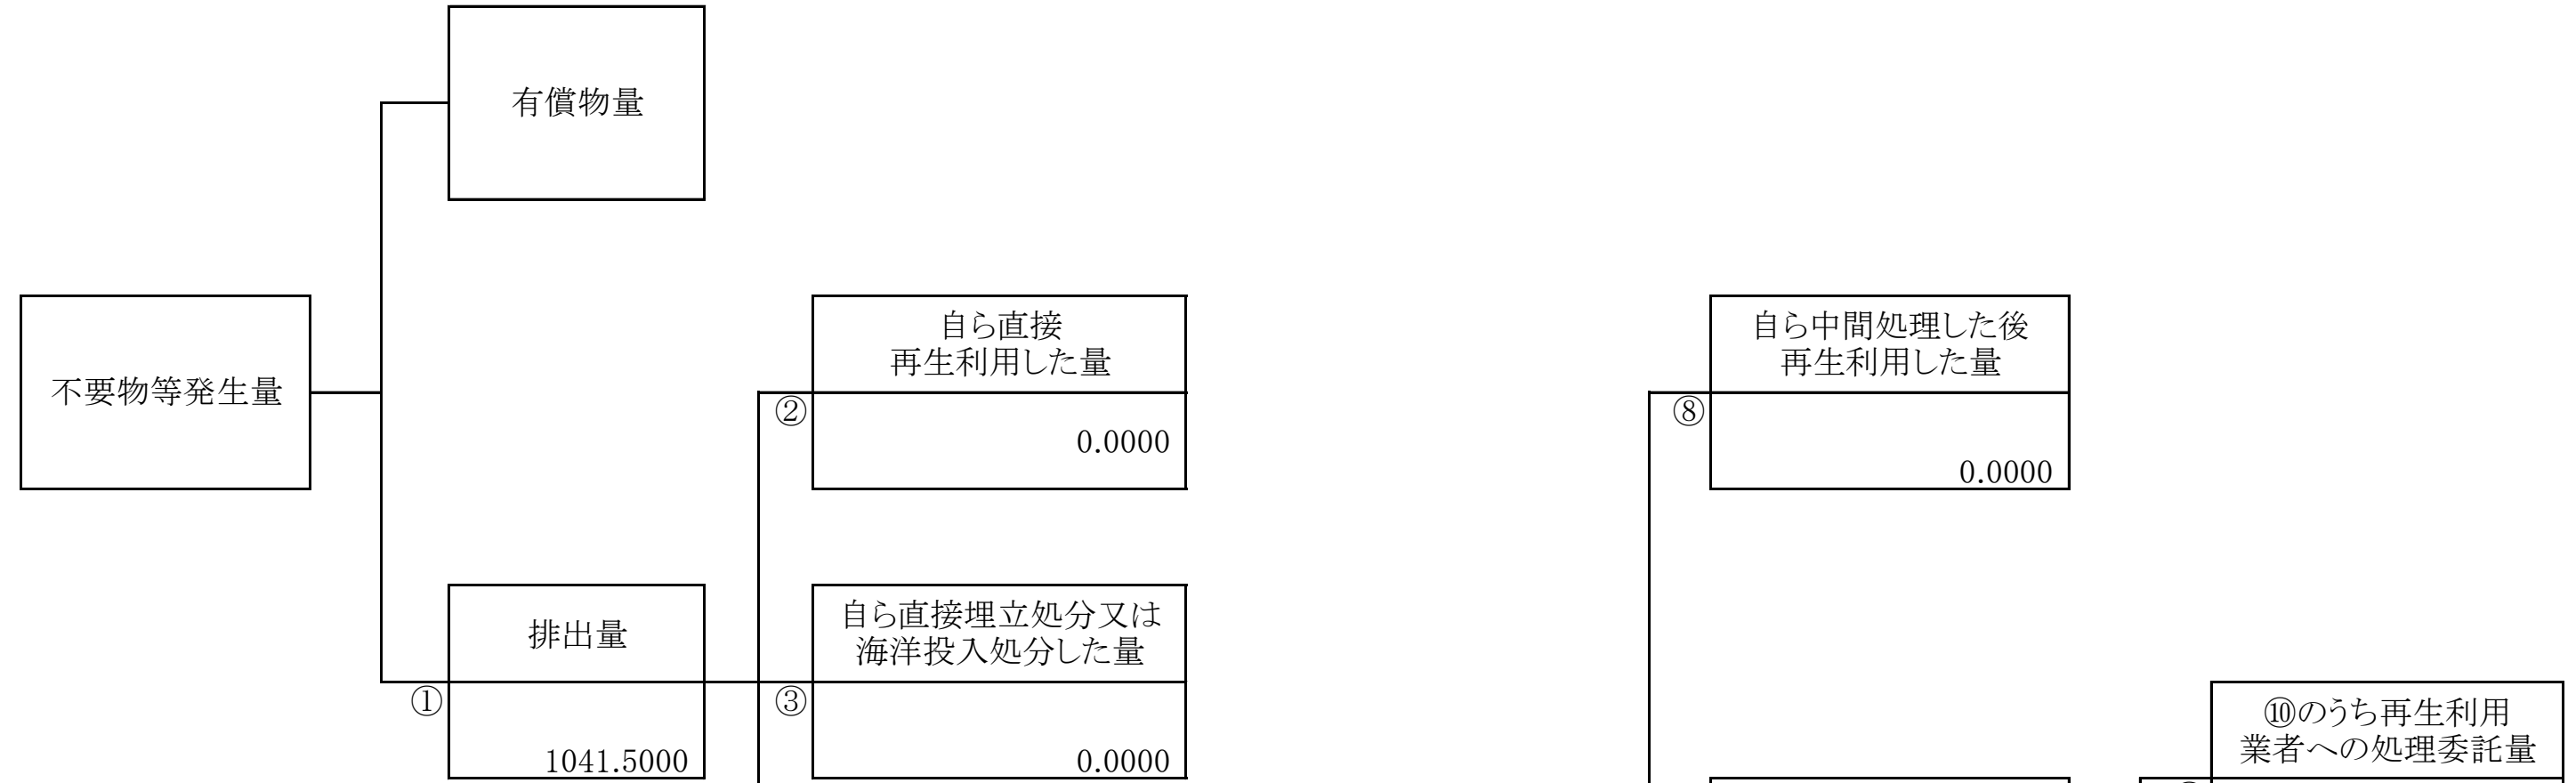 有償物量
不要物等発生量
自ら直接
再生利用した量
②
0.0000
自ら中間処理した後
再生利用した量
⑧
0.0000
排出量
①
1041.5000
自ら直接埋立処分又は
海洋投入処分した量
③
0.0000
⑩のうち再生利用
業者への処理委託量